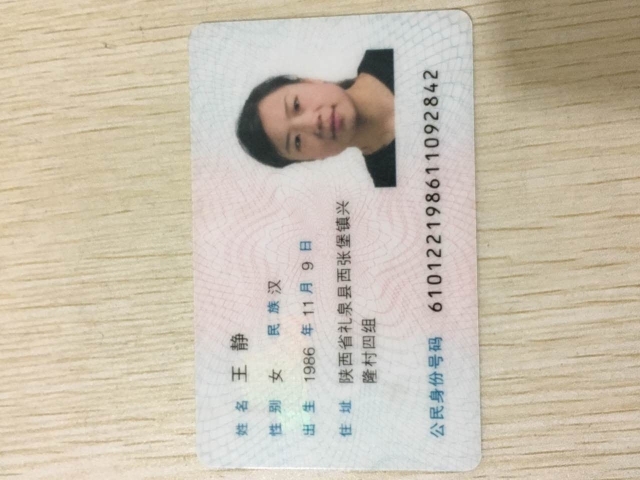 姓名 王静
性别 女 民族 汉
出生 1986 年 11 月 9 日
住址 陕西省礼泉县西张堡镇兴
隆村四组
公民身份号码 610122198611092842